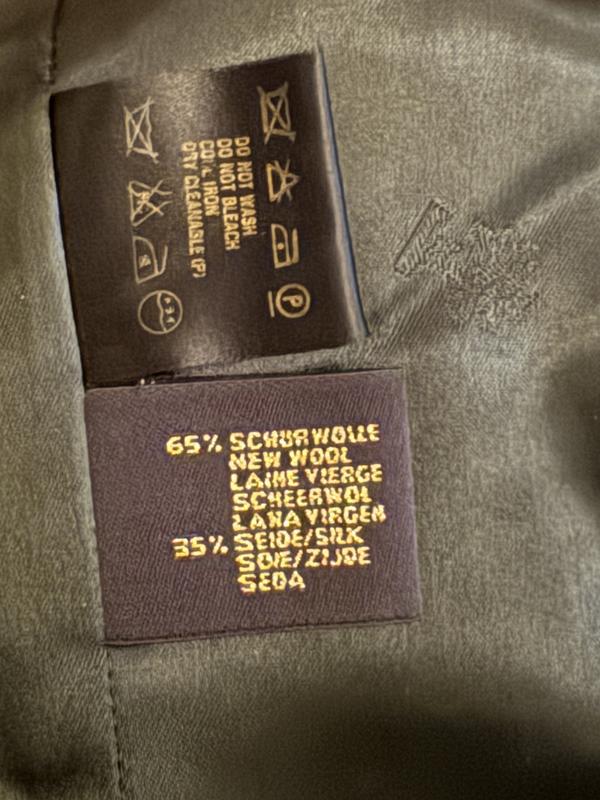 DO NOT WASH
DO NOT BLEACH
COOL IRON
DRY CLEANABLE (P)
P
65% SCHURWOLLE
NEW WOOL
LAINE VIERGE
SCHEERWOL
LANA VIRGEN
35% SEIDE/SILK
SOIE/ZIJDE
SEDA